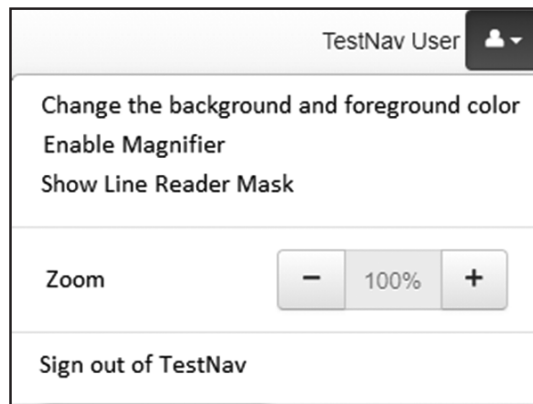 TestNav User
Change the background and foreground color
Enable Magnifier
Show Line Reader Mask
Zoom - 100% +
Sign out of TestNav